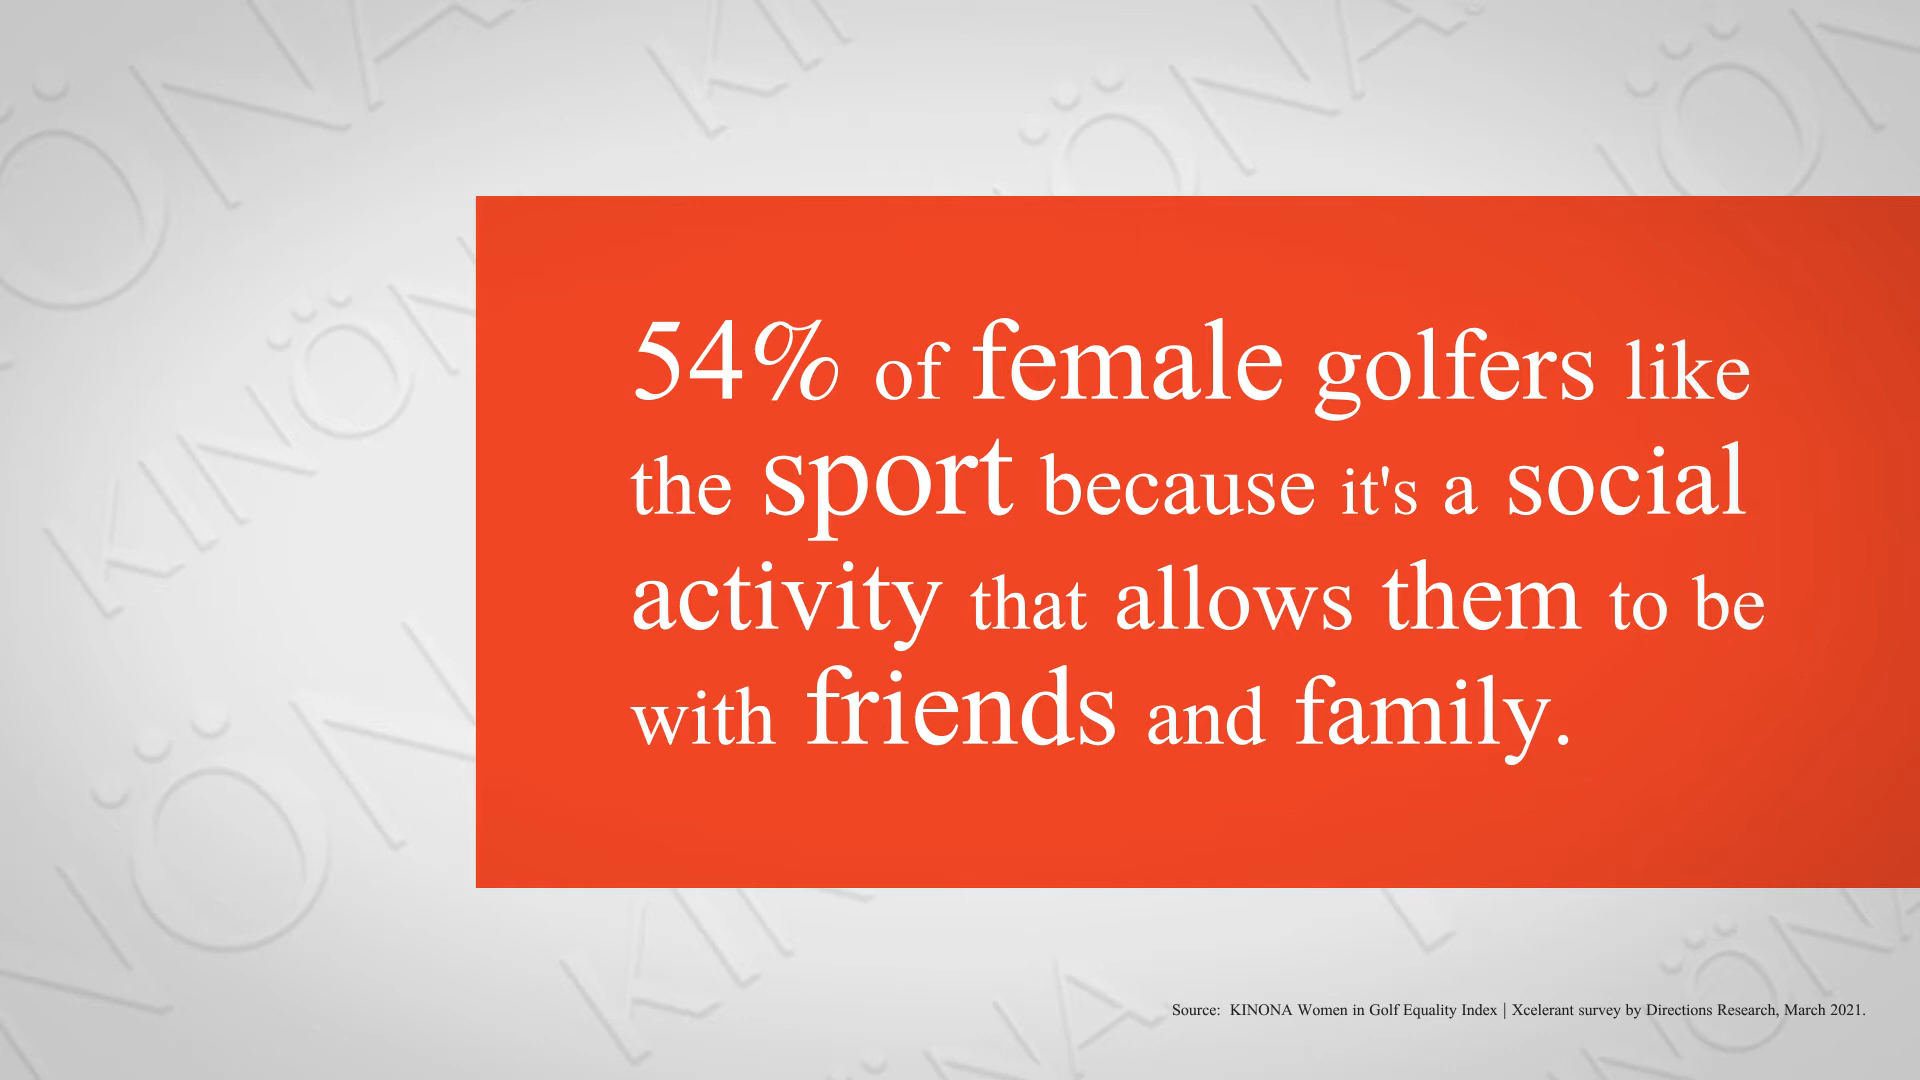 54% of female golfers like
the sport because it's a social
activity that allows them to be
with friends and family.
Source: KINONA Women in Golf Equality Index | Xcelerant survey by Directions Research, March 2021.
KINÖNA